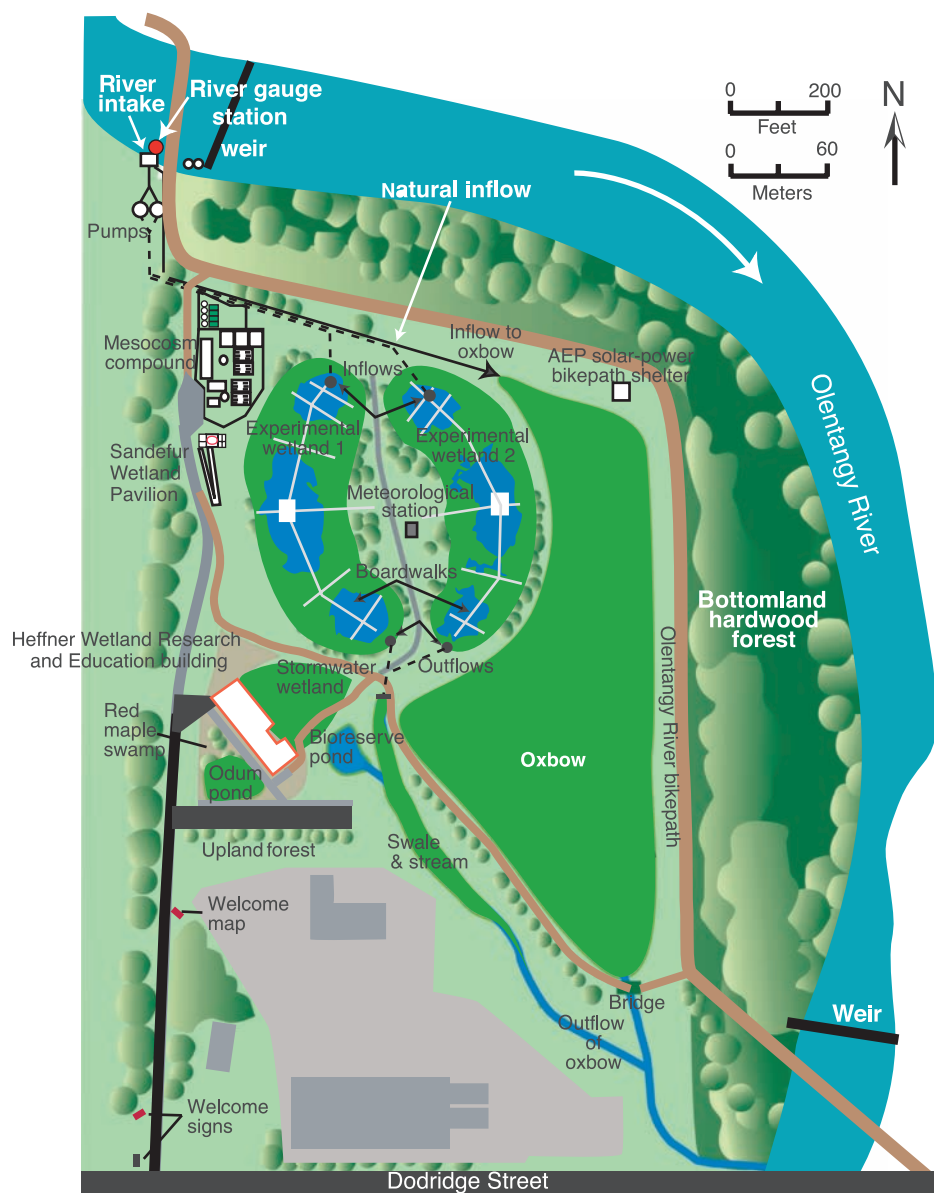 River
intake
River gauge
station
weir
0 200
Feet
0 60
Meters
N
Natural inflow
Pumps
Mesocosm
compound
Inflow to
oxbow
AEP solar-power
bikepath shelter
Inflows
Experimental
wetland 1
Experimental
wetland 2
Sandefur
Wetland
Pavilion
Meteorological
station
Olentangy River
Boardwalks
Bottomland
hardwood
forest
Heffner Wetland Research
and Education building
Stormwater
wetland
Outflows
Olentangy River bikepath
Red
maple
swamp
Bioreserve
pond
Oxbow
Odum
pond
Upland forest
Swale
& stream
Welcome
map
Bridge
Weir
Outflow
of
oxbow
Welcome
signs
Dodridge Street